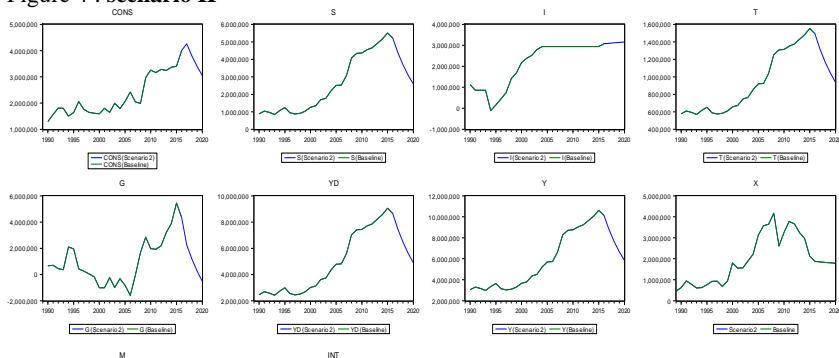 Figure scenario II
CONS
5,000,000
4,000,000
3,000,000
2,000,000
1,000,000
1990 1995 2000 2005 2010 2015 2020
CONS(Scenario 2)
CONS(Baseline)
S
6,000,000
5,000,000
4,000,000
3,000,000
2,000,000
1,000,000
0
1990 1995 2000 2005 2010 2015 2020
S(Scenario 2) S(Baseline)
I
4,000,000
3,000,000
2,000,000
1,000,000
0
-1,000,000
1990 1995 2000 2005 2010 2015 2020
I(Scenario 2) I(Baseline)
T
1,600,000
1,400,000
1,200,000
1,000,000
800,000
600,000
400,000
1990 1995 2000 2005 2010 2015 2020
T(Scenario 2) T(Baseline)
G
6,000,000
4,000,000
2,000,000
0
-2,000,000
1990 1995 2000 2005 2010 2015 2020
G(Scenario 2) G(Baseline)
YD
10,000,000
8,000,000
6,000,000
4,000,000
2,000,000
1990 1995 2000 2005 2010 2015 2020
YD(Scenario 2) YD(Baseline)
Y
12,000,000
10,000,000
8,000,000
6,000,000
4,000,000
2,000,000
1990 1995 2000 2005 2010 2015 2020
Y(Scenario 2) Y(Baseline)
X
5,000,000
4,000,000
3,000,000
2,000,000
1,000,000
0
1990 1995 2000 2005 2010 2015 2020
Scenario 2 Baseline
M
INT